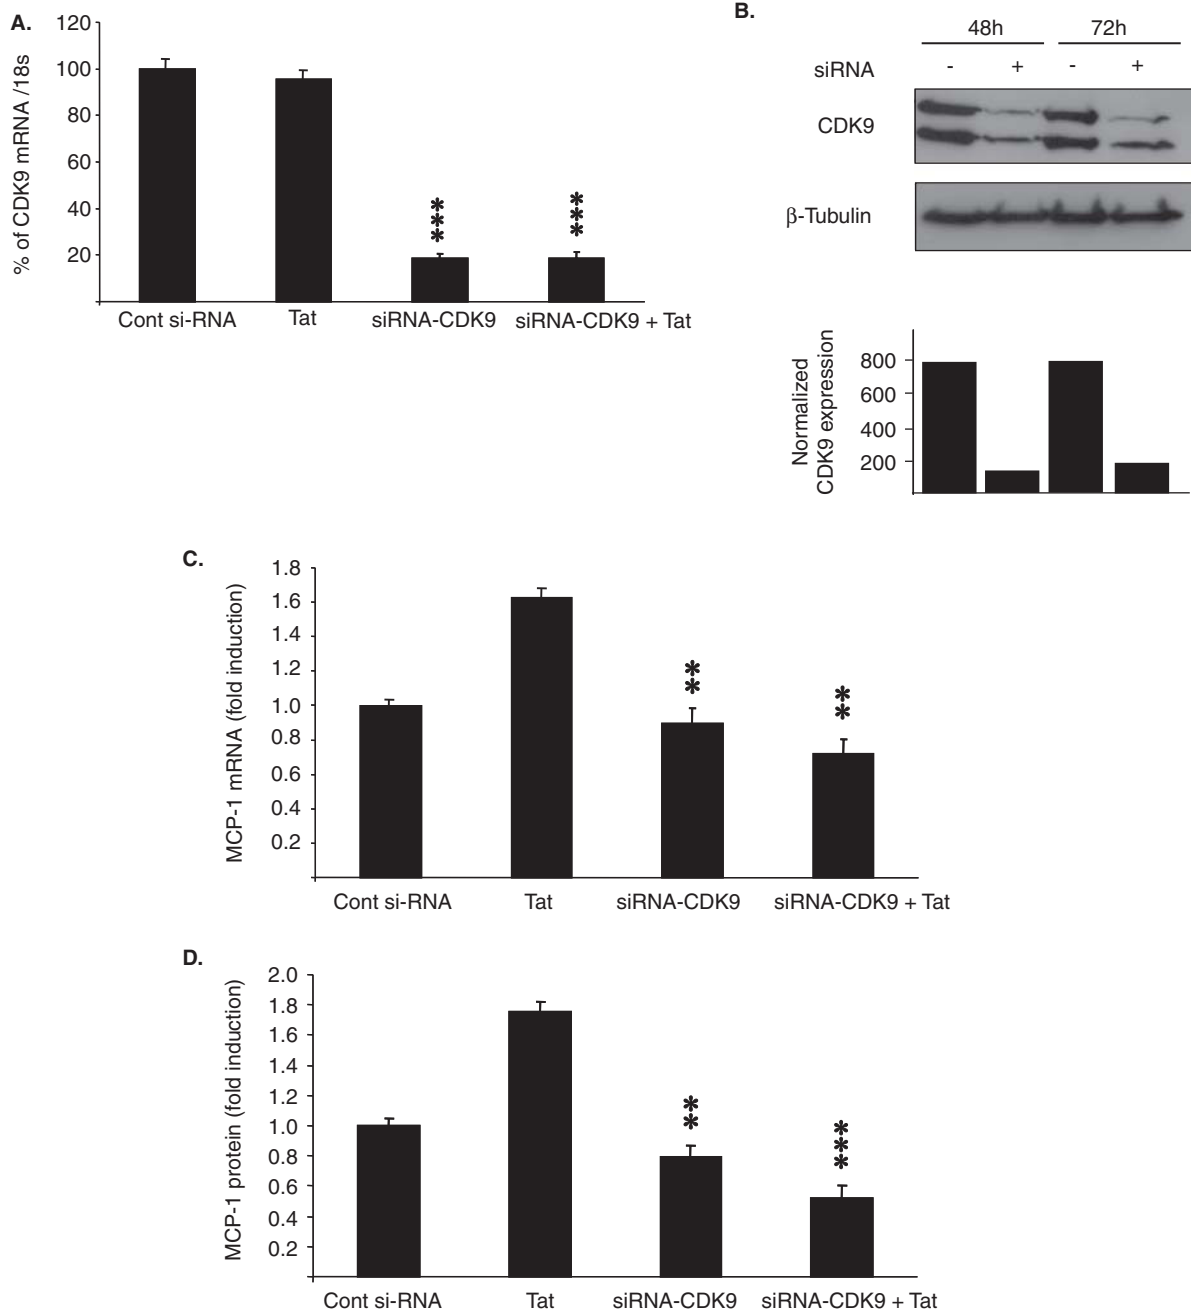 A.
% of CDK9 mRNA /18s
120
100
80
60
40
20
***
***
Cont si-RNA Tat siRNA-CDK9 siRNA-CDK9 + Tat
B.
48h 72h
siRNA - + - +
CDK9
β-Tubulin
Normalized
CDK9 expression
800
600
400
200
C.
MCP-1 mRNA (fold induction)
1.8
1.6
1.4
1.2
1.0
0.8
0.6
0.4
0.2
**
**
Cont si-RNA Tat siRNA-CDK9 siRNA-CDK9 + Tat
D.
MCP-1 protein (fold induction)
2.0
1.8
1.6
1.4
1.2
1.0
0.8
0.6
0.4
0.2
**
***
Cont si-RNA Tat siRNA-CDK9 siRNA-CDK9 + Tat